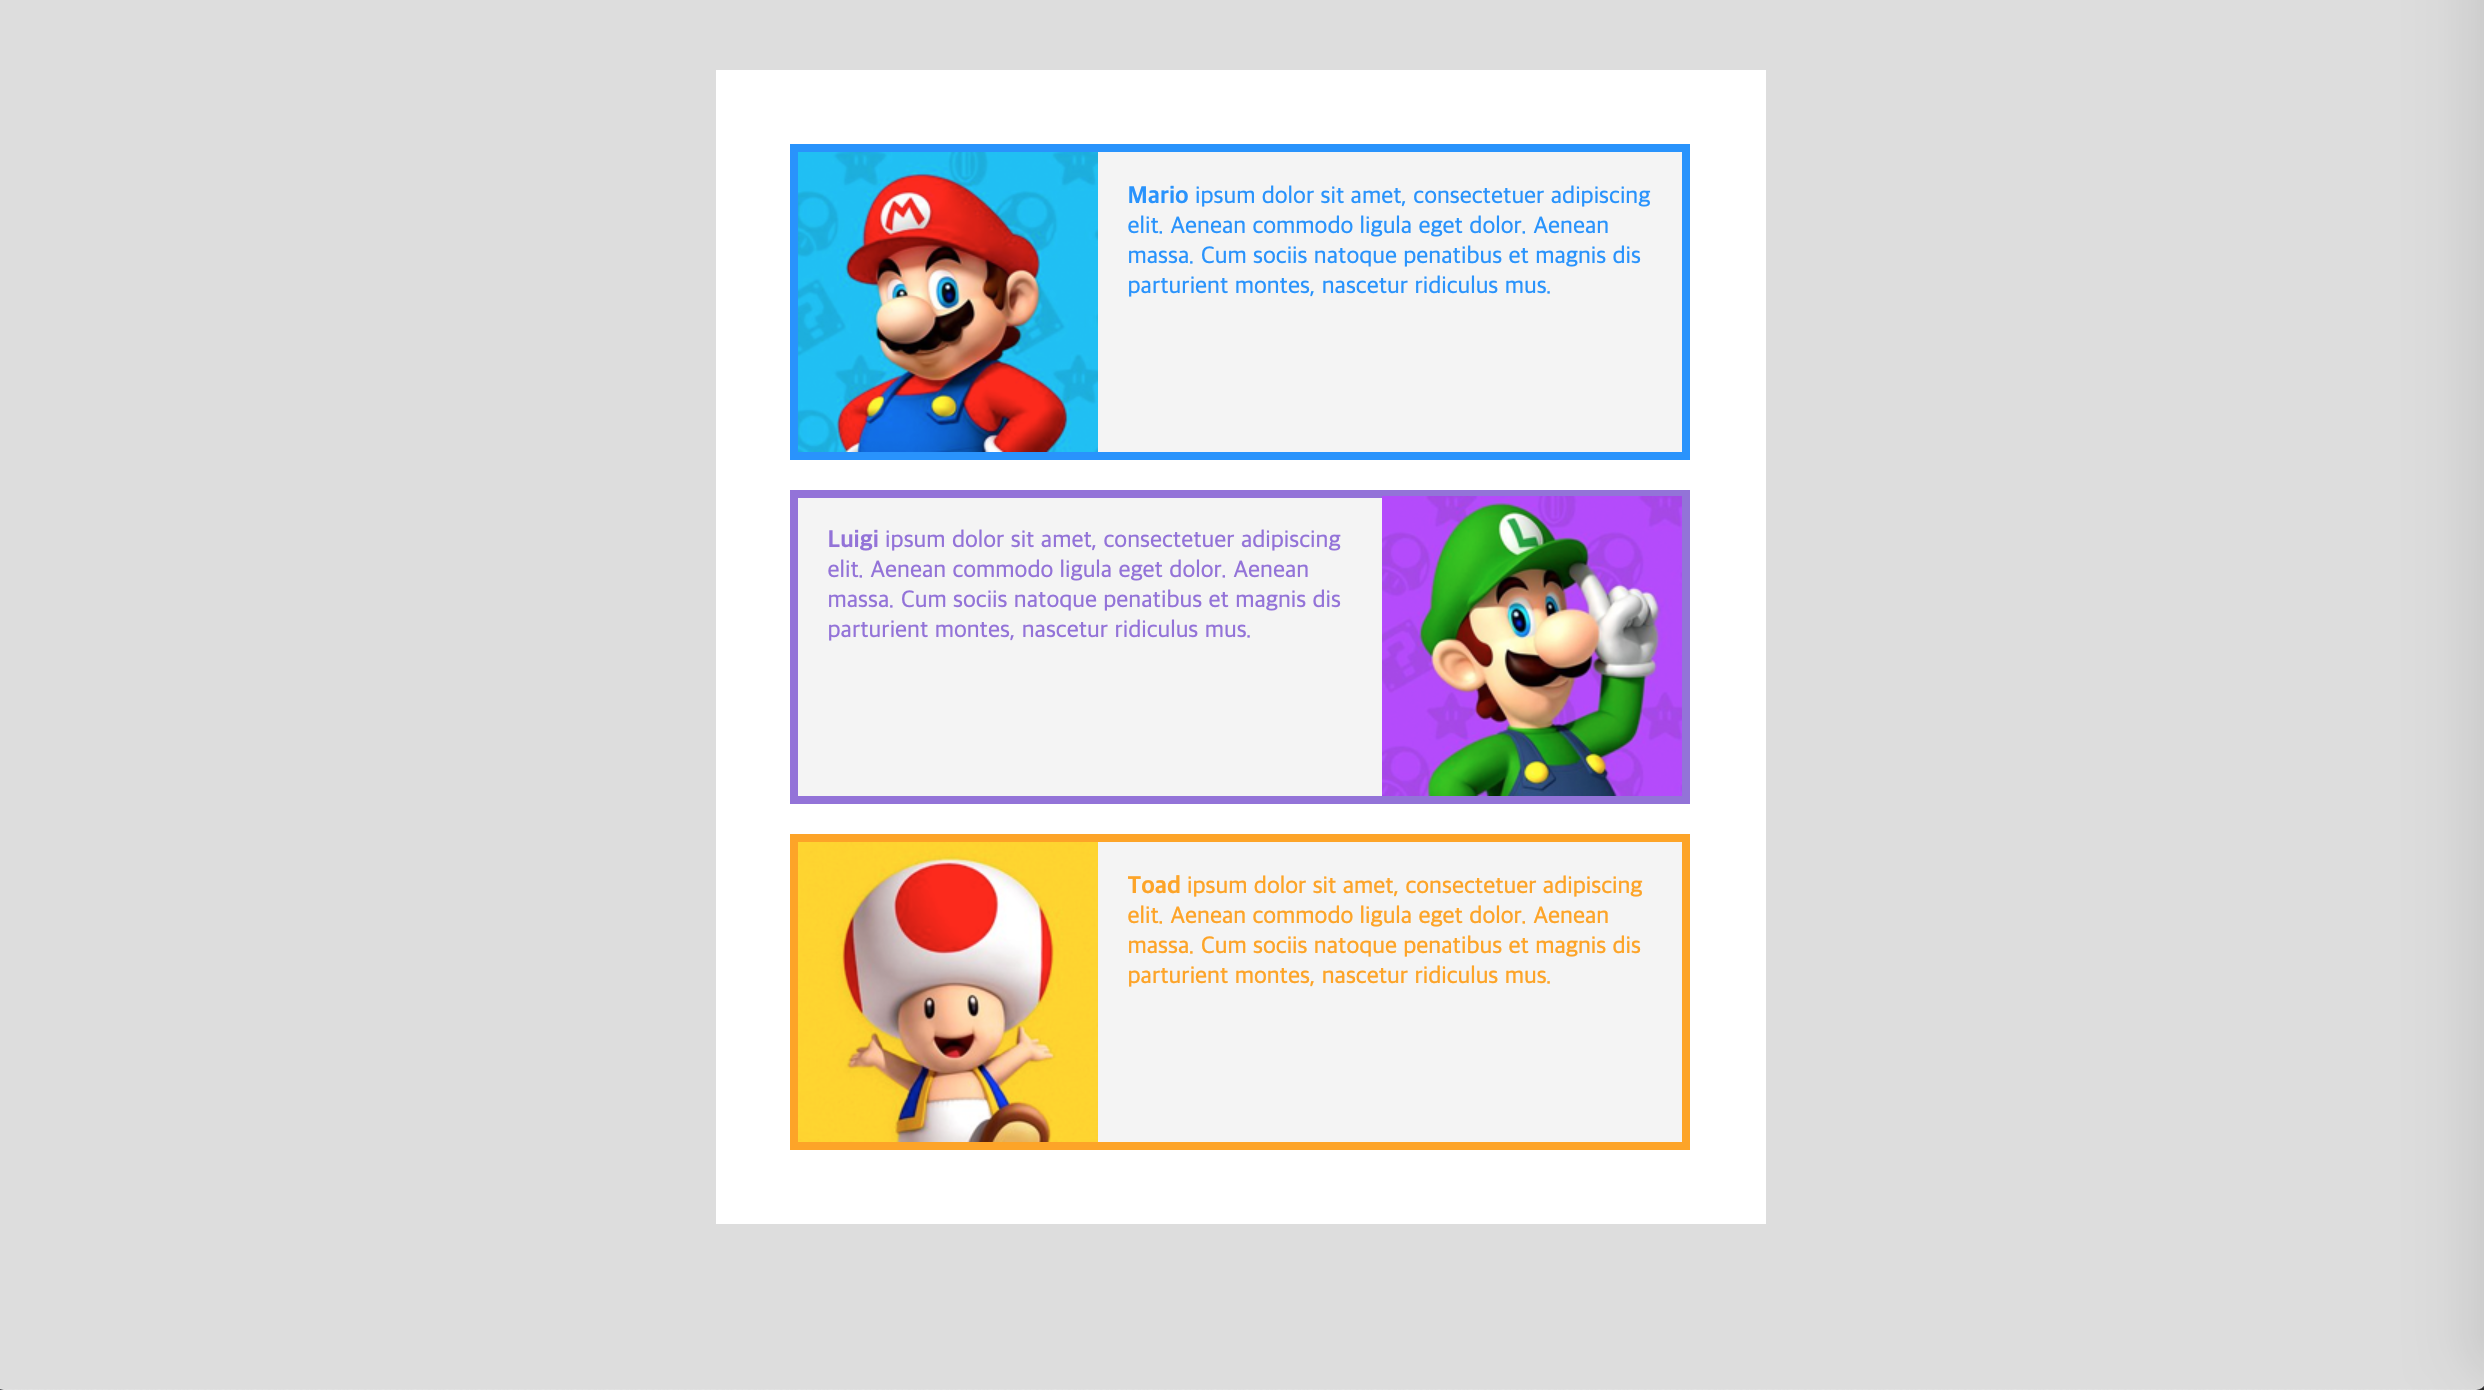 M
Mario ipsum dolor sit amet, consectetuer adipiscing
elit. Aenean commodo ligula eget dolor. Aenean
massa. Cum sociis natoque penatibus et magnis dis
parturient montes, nascetur ridiculus mus.
L
Luigi ipsum dolor sit amet, consectetuer adipiscing
elit. Aenean commodo ligula eget dolor. Aenean
massa. Cum sociis natoque penatibus et magnis dis
parturient montes, nascetur ridiculus mus.
Toad ipsum dolor sit amet, consectetuer adipiscing
elit. Aenean commodo ligula eget dolor. Aenean
massa. Cum sociis natoque penatibus et magnis dis
parturient montes, nascetur ridiculus mus.